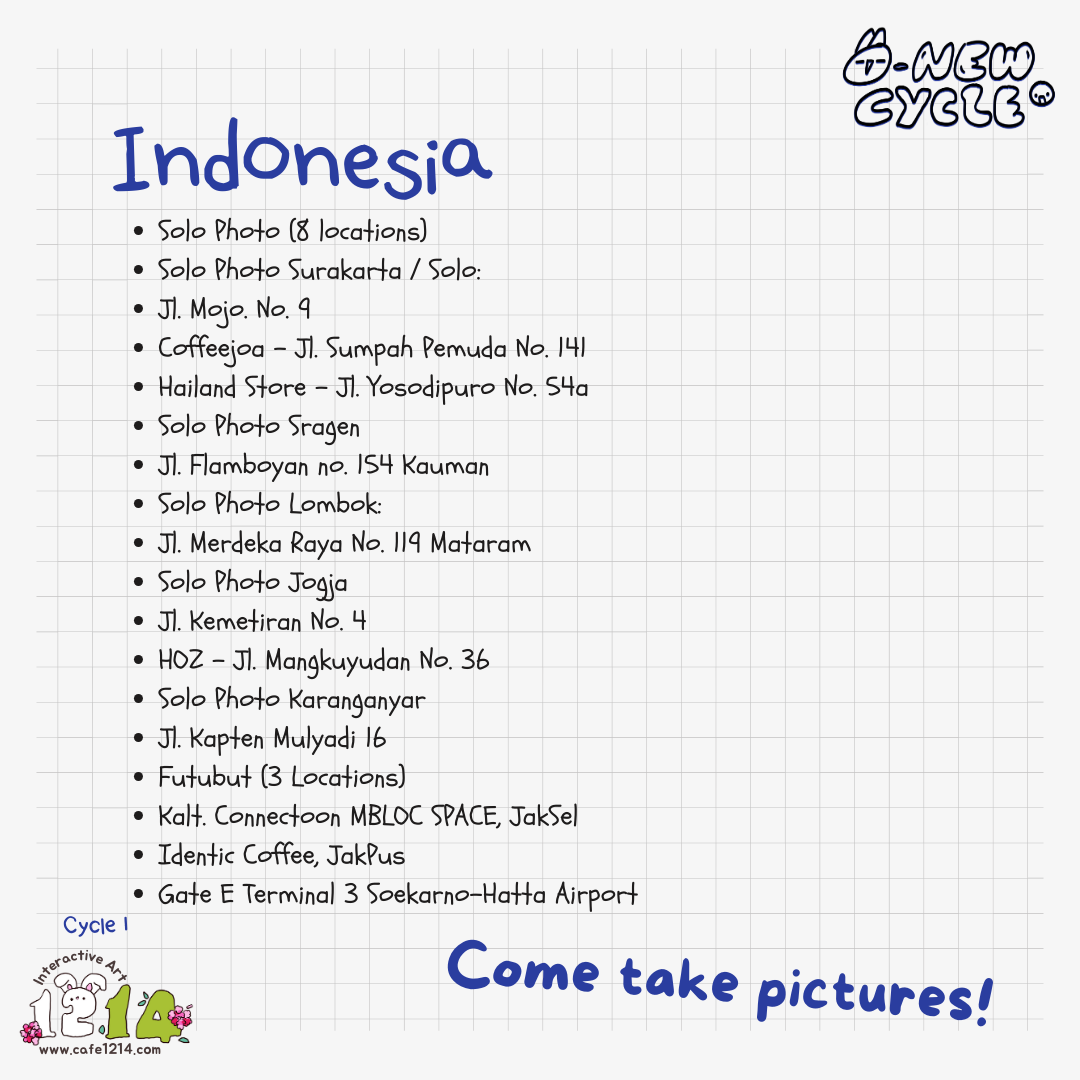 6-NEW
CYCLE
Indonesia
Solo Photo (8 locations)
Solo Photo Surakarta / Solo:
Jl. Mojo. No. 9
Coffeejoa - Jl. Sumpah Pemuda No. 141
Hailand Store - Jl. Yosodipuro No. 54a
Solo Photo Sragen
Jl. Flamboyan no. 154 Kauman
Solo Photo Lombok:
Jl. Merdeka Raya No. 119 Mataram
Solo Photo Jogja
Jl. Kemetiran No. 4
HOZ - Jl. Mangkuyudan No. 36
Solo Photo Karanganyar
Jl. Kapten Mulyadi 16
Futubut (3 Locations)
Kalt. Connectoon MBLOC SPACE, JakSel
Identic Coffee, JakPus
Gate E Terminal 3 Soekarno-Hatta Airport
Cycle 1
Interactive Art
12.14
www.cafe1214.com
Come take pictures!